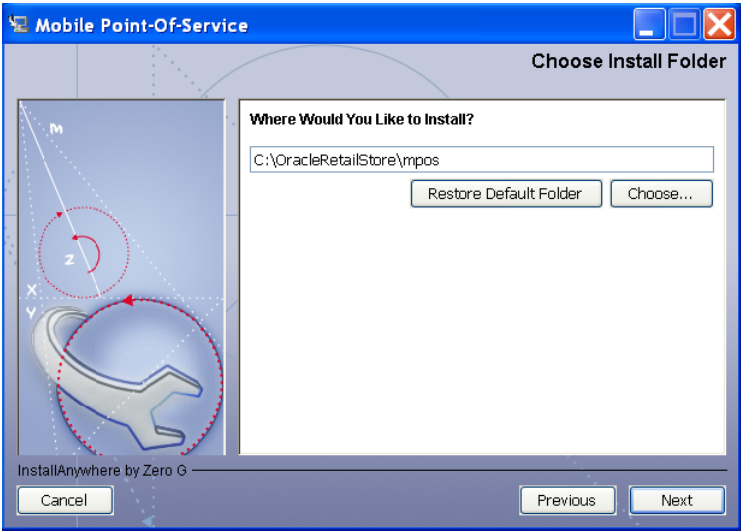 Mobile Point-Of-Service
Choose Install Folder
Where Would You Like to Install?
C:\OracleRetailStore\mpos
Restore Default Folder
Choose...
M
Z
X
Y
InstallAnywhere by Zero G
Cancel
Previous
Next